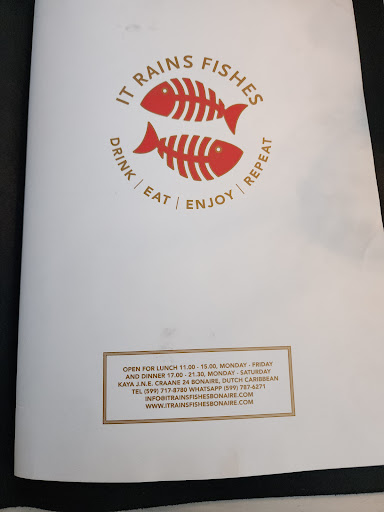 IT RAINS FISHES
DRINK | EAT | ENJOY | REPEAT
OPEN FOR LUNCH 11.00 - 15.00, MONDAY - FRIDAY
AND DINNER 17.00 - 21.30, MONDAY - SATURDAY
KAYA J.N.E. CRAANE 24 BONAIRE, DUTCH CARIBBEAN
TEL (599) 717-8780 WHATSAPP (599) 787-6271
INFO@ITRAINSFISHESBONAIRE.COM
WWW.ITRAINSFISHESBONAIRE.COM